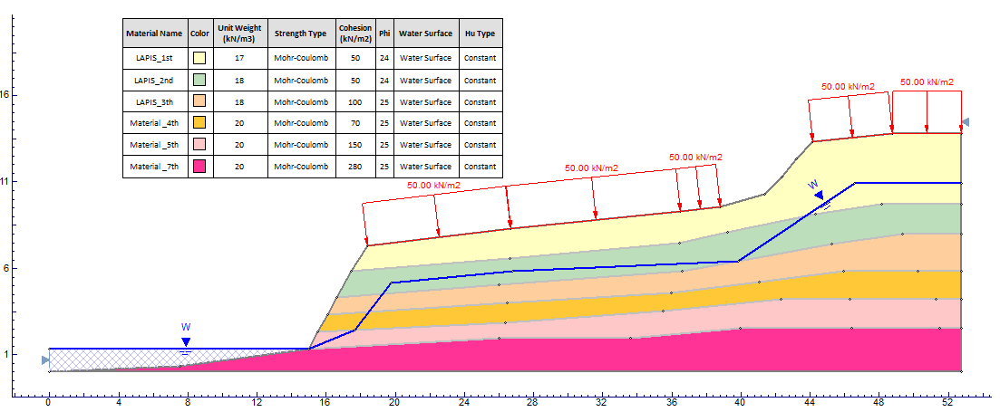 Material Name Color Unit Weight (kN/m3) Strength Type Cohesion (kN/m2) Phi Water Surface Hu Type
LAPIS_1st 17 Mohr-Coulomb 50 24 Water Surface Constant
LAPIS_2nd 18 Mohr-Coulomb 50 24 Water Surface Constant
LAPIS_3th 18 Mohr-Coulomb 100 25 Water Surface Constant
Material _4th 20 Mohr-Coulomb 70 25 Water Surface Constant
Material _5th 20 Mohr-Coulomb 150 25 Water Surface Constant
Material _7th 20 Mohr-Coulomb 280 25 Water Surface Constant
50.00 kN/m2 50.00 kN/m2
50.00 kN/m2
50.00 kN/m2
50.00 kN/m2
W
W
16
11
6
1
0 4 8 12 16 20 24 28 32 36 40 44 48 52